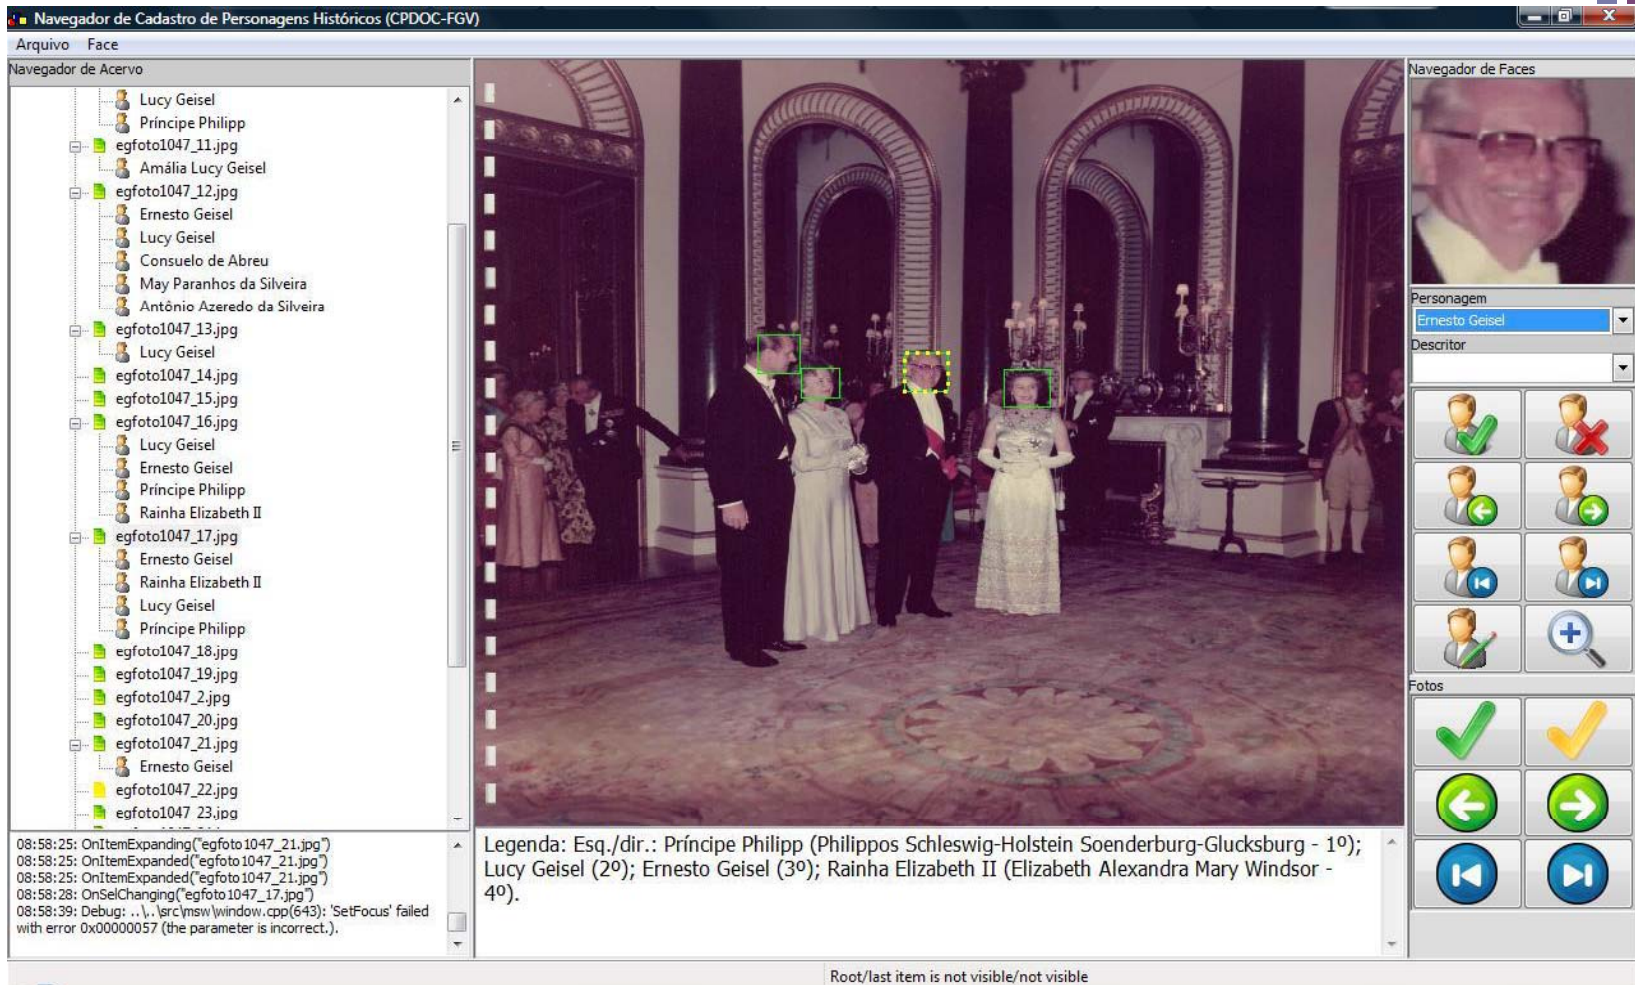 Navegador de Cadastro de Personagens Históricos (CPDOC-FGV)
Arquivo Face
Navegador de Acervo
Lucy Geisel
Príncipe Philipp
egfoto1047_11.jpg
Amália Lucy Geisel
egfoto1047_12.jpg
Ernesto Geisel
Lucy Geisel
Consuelo de Abreu
May Paranhos da Silveira
Antônio Azeredo da Silveira
egfoto1047_13.jpg
Lucy Geisel
egfoto1047_14.jpg
egfoto1047_15.jpg
egfoto1047_16.jpg
Lucy Geisel
Ernesto Geisel
Príncipe Philipp
Rainha Elizabeth II
egfoto1047_17.jpg
Ernesto Geisel
Rainha Elizabeth II
Lucy Geisel
Príncipe Philipp
egfoto1047_18.jpg
egfoto1047_19.jpg
egfoto1047_2.jpg
egfoto1047_20.jpg
egfoto1047_21.jpg
Ernesto Geisel
egfoto1047_22.jpg
egfoto1047_23.jpg
08:58:25: OnItemExpanding("egfoto1047_21.jpg")
08:58:25: OnItemExpanded("egfoto1047_21.jpg")
08:58:25: OnItemExpanded("egfoto1047_21.jpg")
08:58:28: OnSelChanging("egfoto1047_17.jpg")
08:58:39: Debug: ..\..\src\msw\window.cpp(643): 'SetFocus' failed
with error 0x00000057 (the parameter is incorrect.).
Legenda: Esq./dir.: Príncipe Philipp (Philippos Schleswig-Holstein Soenderburg-Glucksburg - 1º);
Lucy Geisel (2º); Ernesto Geisel (3º); Rainha Elizabeth II (Elizabeth Alexandra Mary Windsor -
4º).
Navegador de Faces
Personagem
Ernesto Geisel
Descritor
Fotos
Root/last item is not visible/not visible